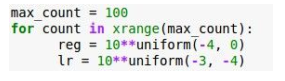 max_count = 100
for count in xrange(max_count):
    reg = 10**uniform(-4, 0)
    lr = 10**uniform(-3, -4)